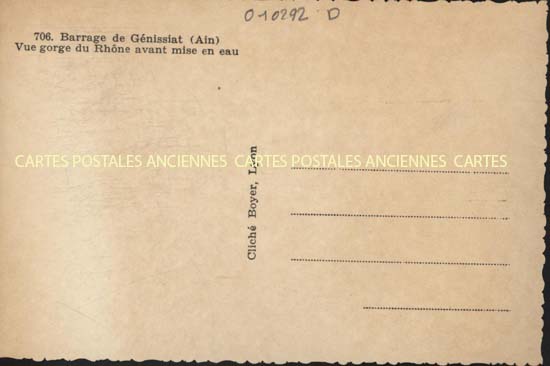 010292 D
706. Barrage de Génissiat (Ain)
Vue gorge du Rhône avant mise en eau
CARTES POSTALES ANCIENNES CARTES POSTALES ANCIENNES CARTES
Cliché Boyer, Lyon